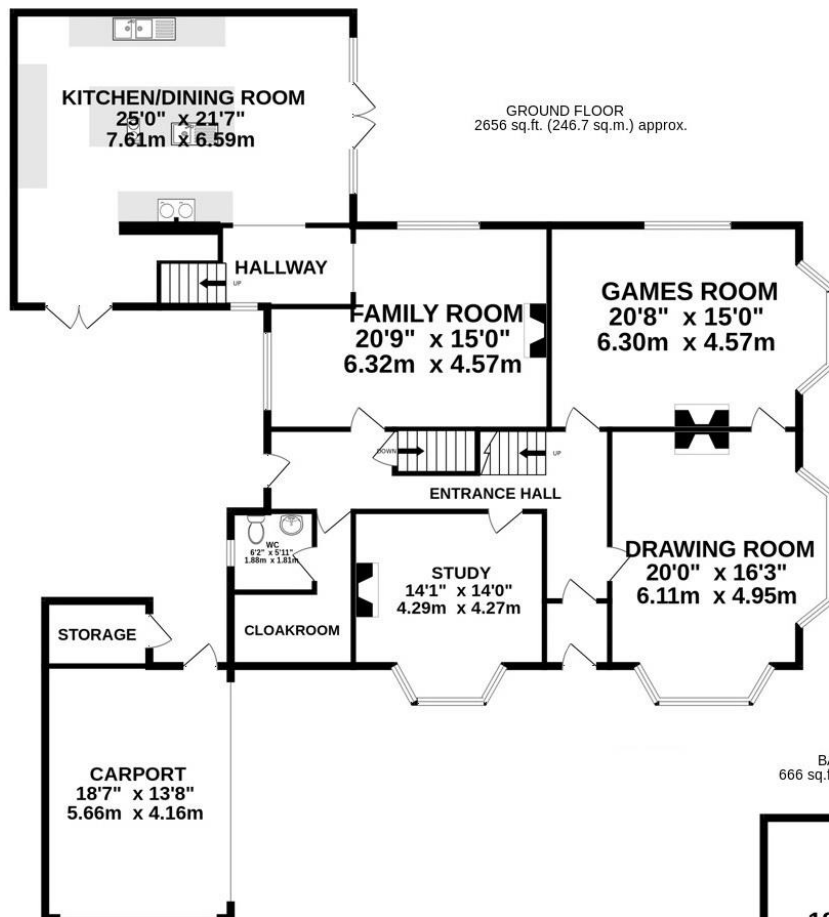 KITCHEN/DINING ROOM
25'0" x 21'7"
7.61m x 6.59m
GROUND FLOOR
2656 sq.ft. (246.7 sq.m.) approx.
HALLWAY
UP
FAMILY ROOM
20'9" x 15'0"
6.32m x 4.57m
GAMES ROOM
20'8" x 15'0"
6.30m x 4.57m
DOWN
UP
ENTRANCE HALL
WC
6'2" x 5'11"
1.88m x 1.81m
STUDY
14'1" x 14'0"
4.29m x 4.27m
DRAWING ROOM
20'0" x 16'3"
6.11m x 4.95m
STORAGE
CLOAKROOM
CARPORT
18'7" x 13'8"
5.66m x 4.16m
BA
666 sq.f